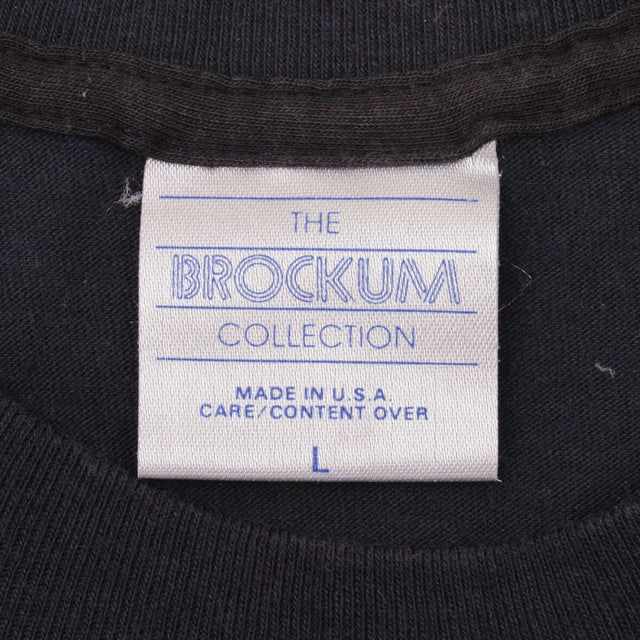 THE
BROCKUM
COLLECTION
MADE IN U.S.A.
CARE/CONTENT OVER
L